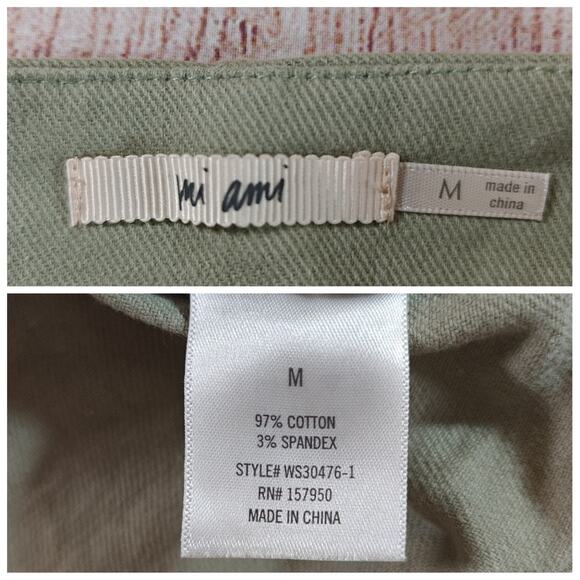 mi ami
M
made in
china
M
97% COTTON
3% SPANDEX
STYLE# WS30476-1
RN# 157950
MADE IN CHINA